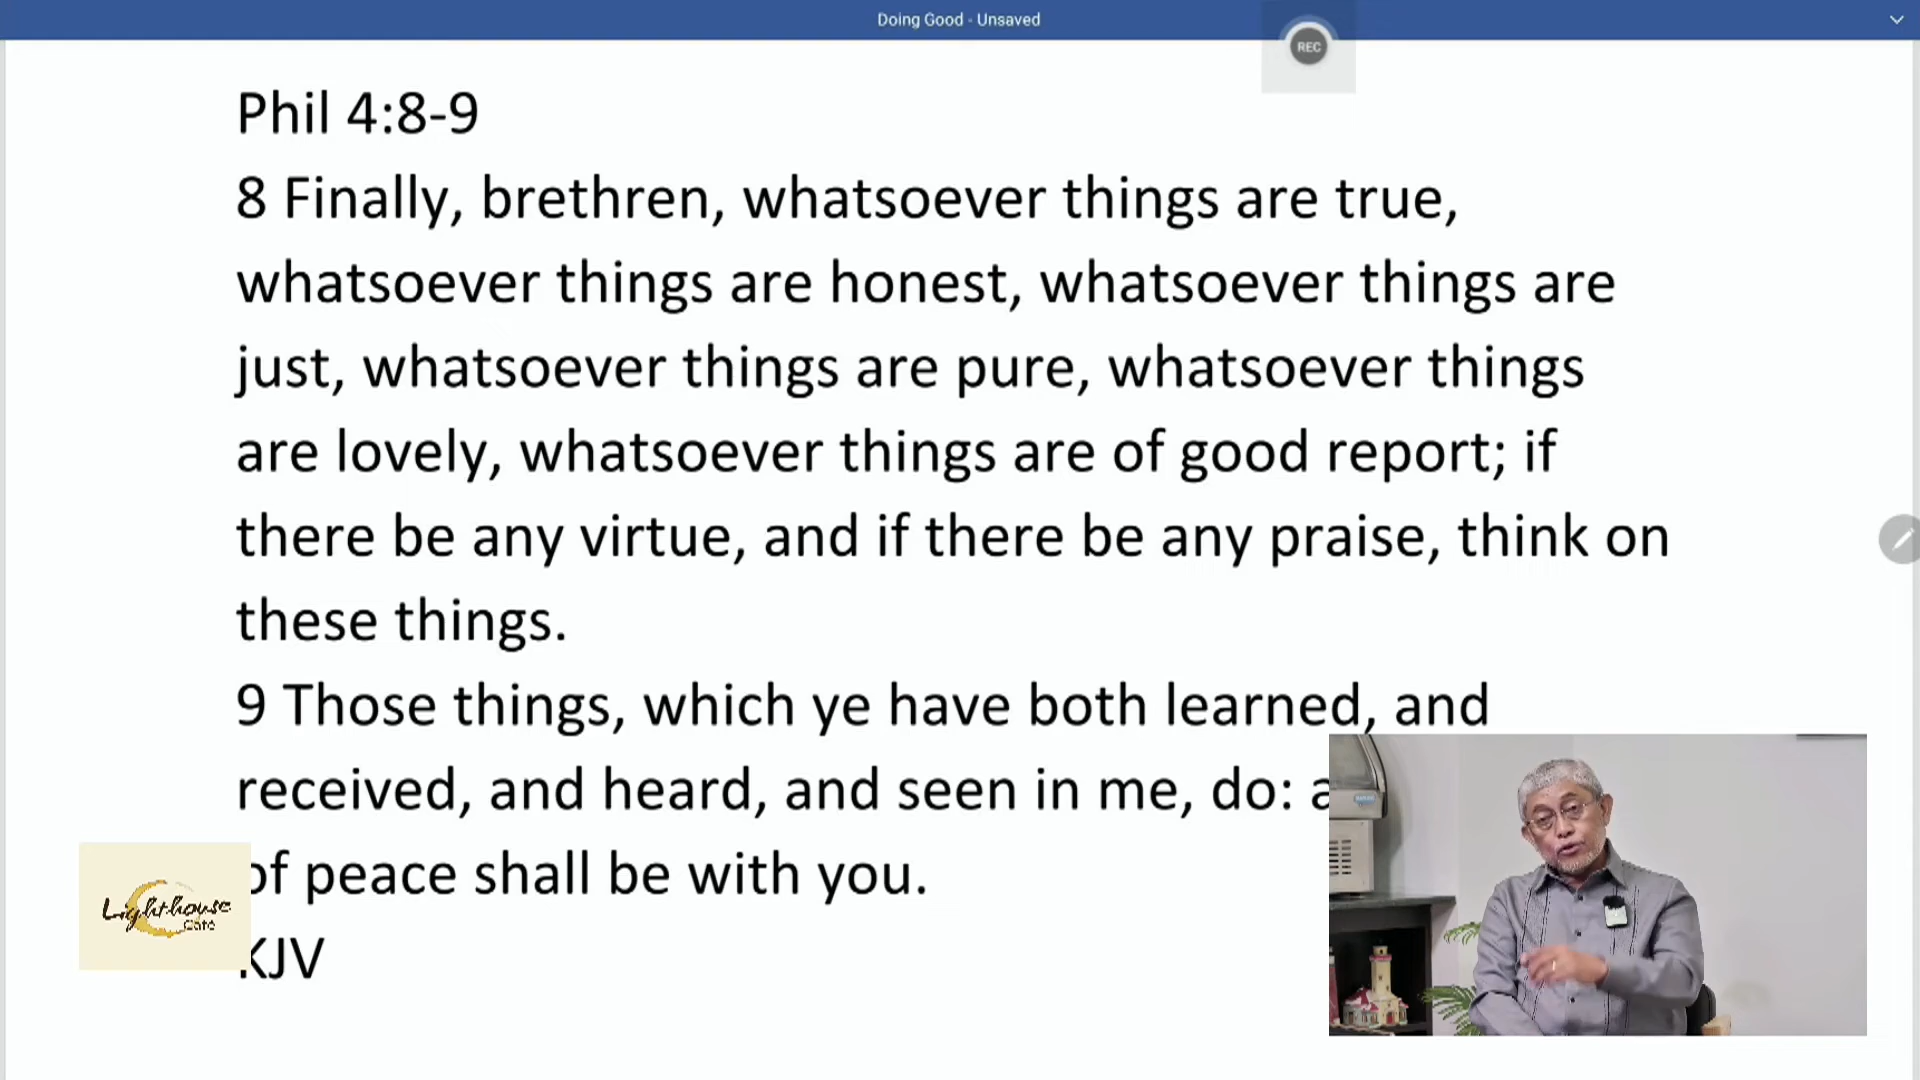 Doing Good - Unsaved
REC
Phil 4:8-9
8 Finally, brethren, whatsoever things are true,
whatsoever things are honest, whatsoever things are
just, whatsoever things are pure, whatsoever things
are lovely, whatsoever things are of good report; if
there be any virtue, and if there be any praise, think on
these things.
9 Those things, which ye have both learned, and
received, and heard, and seen in me, do:
of peace shall be with you.
KJV
Lighthouse
Cafe